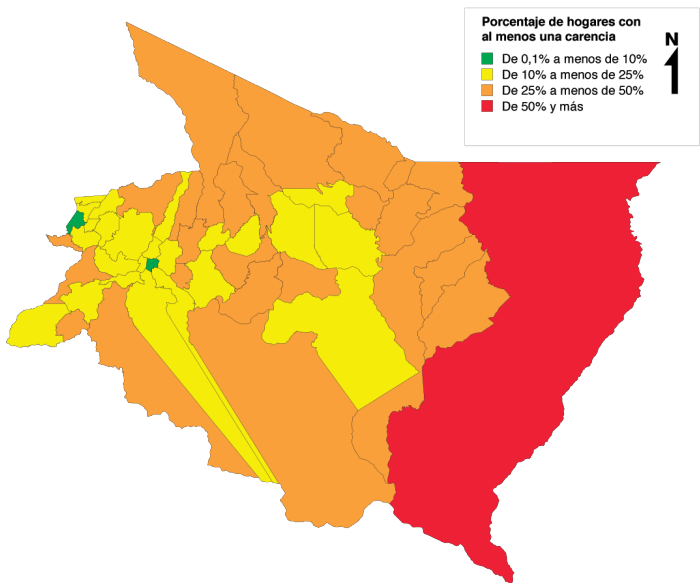 Porcentaje de hogares con
al menos una carencia
N
De 0,1% a menos de 10%
De 10% a menos de 25%
De 25% a menos de 50%
De 50% y más